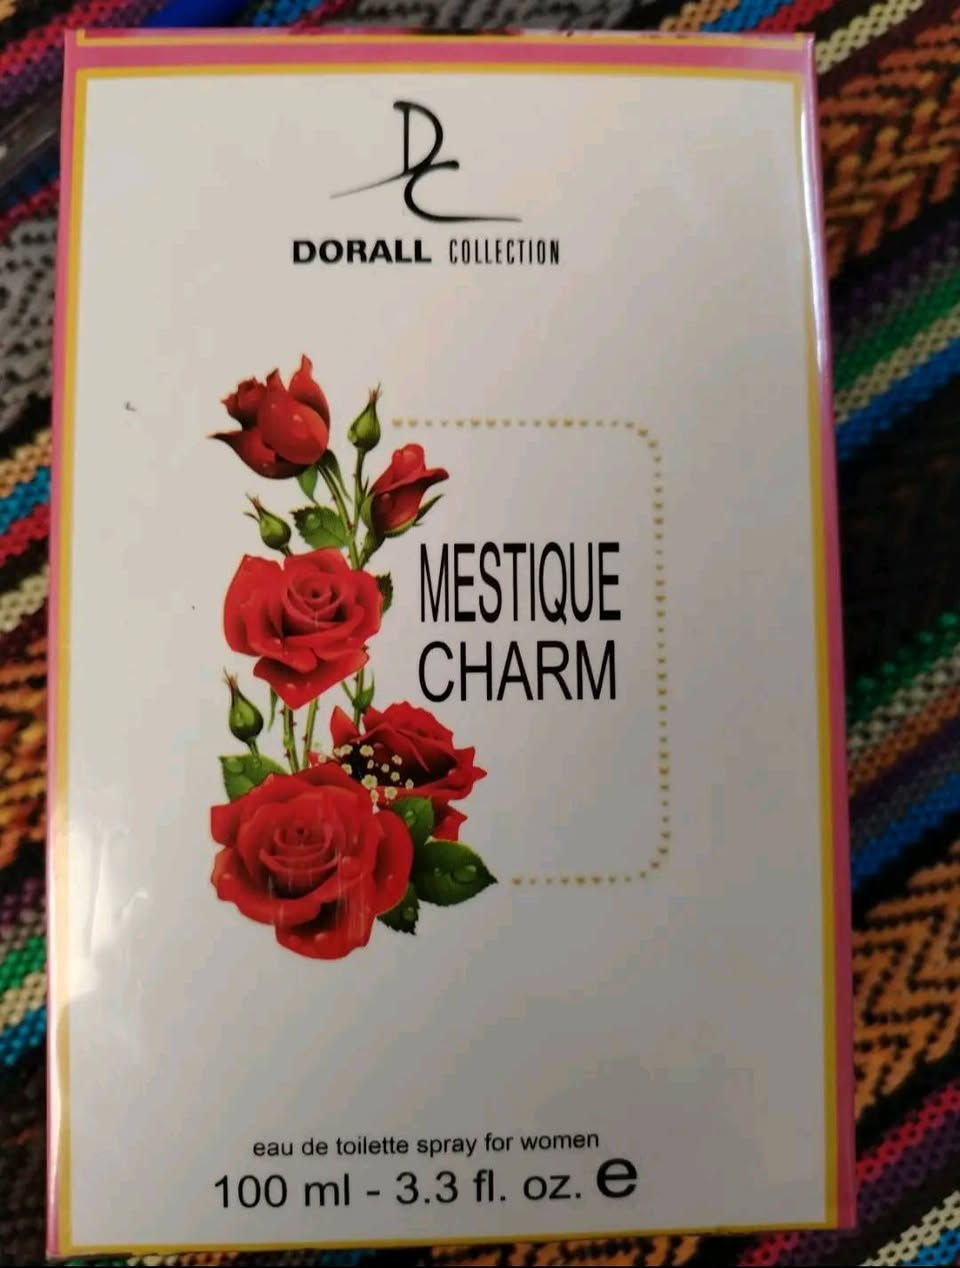 DC
DORALL COLLECTION
MESTIQUE
CHARM
eau de toilette spray for women
100 ml - 3.3 fl. oz. e